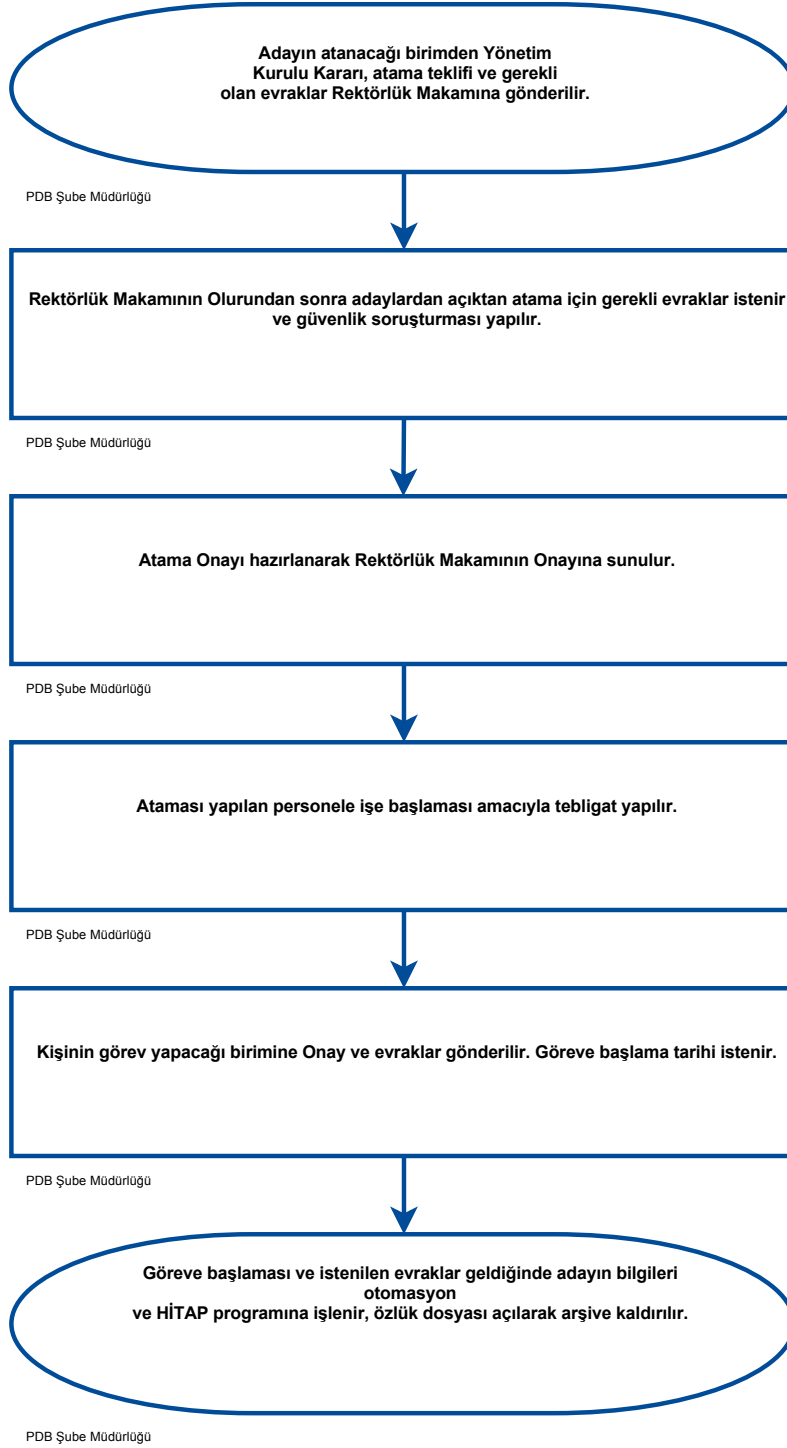 Adayın atanacağı birimden Yönetim
Kurulu Kararı, atama teklifi ve gerekli
olan evraklar Rektörlük Makamına gönderilir.
PDB Şube Müdürlüğü
Rektörlük Makamının Olurundan sonra adaylardan açıktan atama için gerekli evraklar istenir
ve güvenlik soruşturması yapılır.
PDB Şube Müdürlüğü
Atama Onayı hazırlanarak Rektörlük Makamının Onayına sunulur.
PDB Şube Müdürlüğü
Ataması yapılan personele işe başlaması amacıyla tebligat yapılır.
PDB Şube Müdürlüğü
Kişinin görev yapacağı birimine Onay ve evraklar gönderilir. Göreve başlama tarihi istenir.
PDB Şube Müdürlüğü
Göreve başlaması ve istenilen evraklar geldiğinde adayın bilgileri
otomasyon
ve HİTAP programına işlenir, özlük dosyası açılarak arşive kaldırılır.
PDB Şube Müdürlüğü